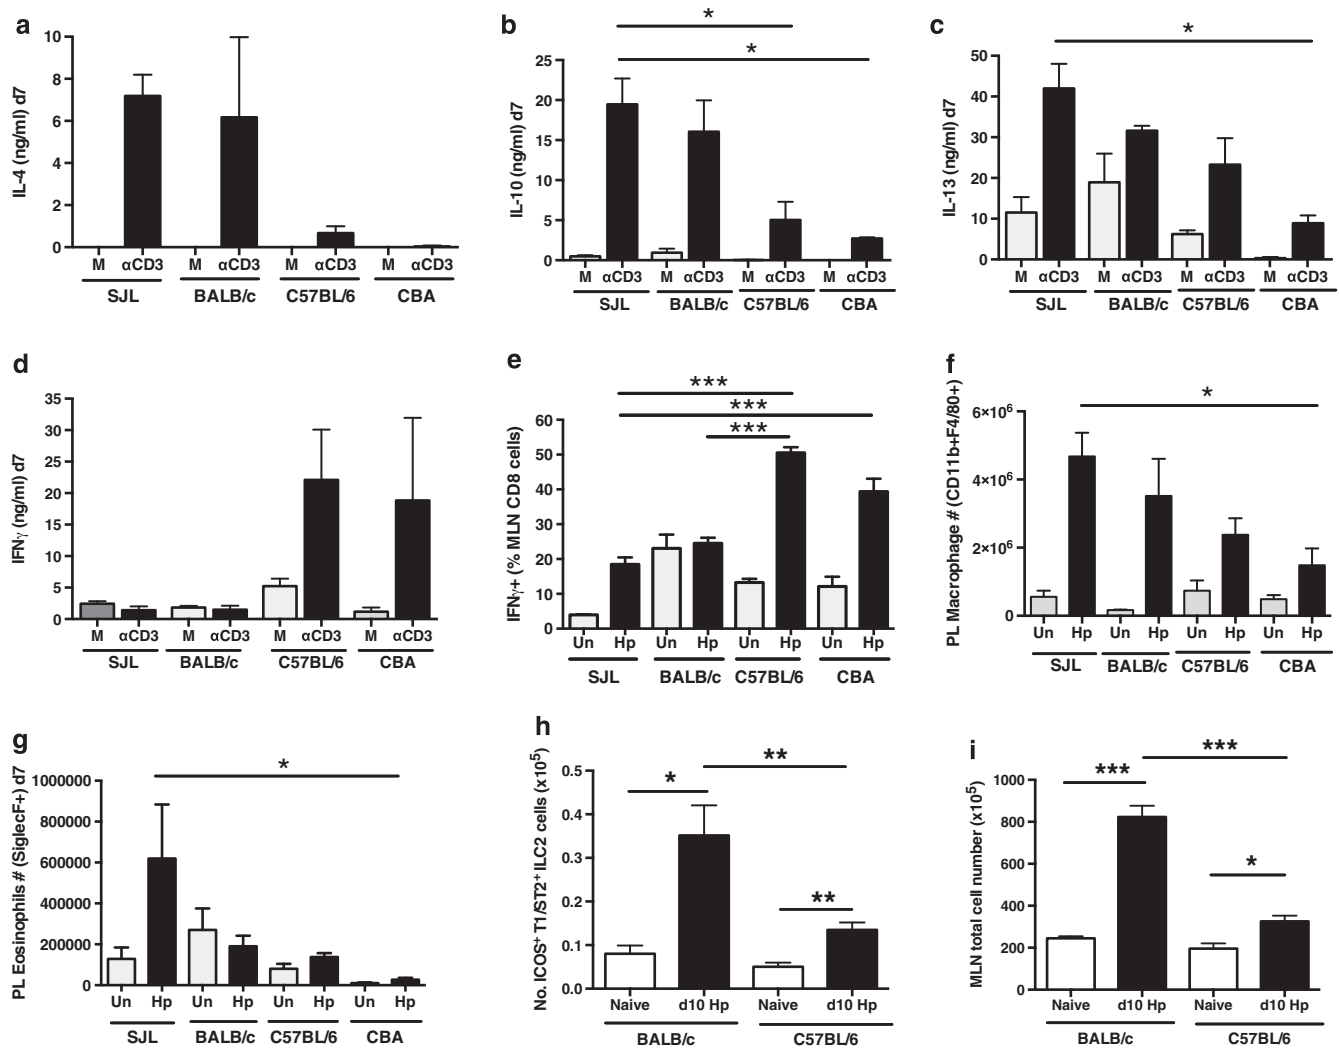 a
IL-4 (ng/ml) d7
10
8
6
4
2
0
M αCD3 M αCD3 M αCD3 M αCD3
SJL BALB/c C57BL/6 CBA
b
*
*
IL-10 (ng/ml) d7
25
20
15
10
5
0
M αCD3 M αCD3 M αCD3 M αCD3
SJL BALB/c C57BL/6 CBA
c
*
IL-13 (ng/ml) d7
50
40
30
20
10
0
M αCD3 M αCD3 M αCD3 M αCD3
SJL BALB/c C57BL/6 CBA
d
IFNγ (ng/ml) d7
35
30
25
20
15
10
5
0
M αCD3 M αCD3 M αCD3 M αCD3
SJL BALB/c C57BL/6 CBA
e
***
***
***
IFNγ+ (% MLN CD8 cells)
60
50
40
30
20
10
0
Un Hp Un Hp Un Hp Un Hp
SJL BALB/c C57BL/6 CBA
f
*
PL Macrophage # (CD11b+F4/80+)
6×10⁶
4×10⁶
2×10⁶
0
Un Hp Un Hp Un Hp Un Hp
SJL BALB/c C57BL/6 CBA
g
*
PL Eosinophils # (SiglecF+) d7
1000000
800000
600000
400000
200000
0
Un Hp Un Hp Un Hp Un Hp
SJL BALB/c C57BL/6 CBA
h
*
**
**
No. ICOS⁺ T1/ST2⁺ ILC2 cells (x10⁵)
0.5
0.4
0.3
0.2
0.1
0.0
Naive d10 Hp Naive d10 Hp
BALB/c C57BL/6
i
***
***
*
MLN total cell number (x10⁵)
1000
800
600
400
200
0
Naive d10 Hp Naive d10 Hp
BALB/c C57BL/6